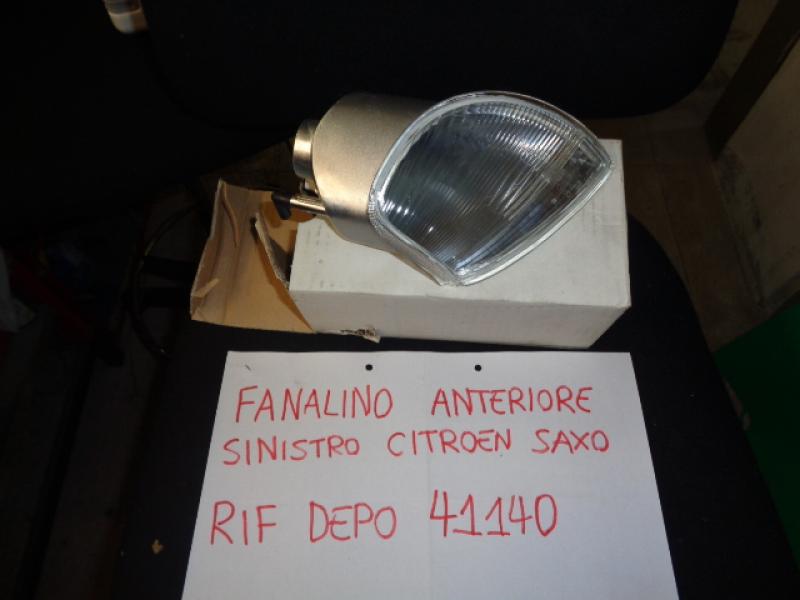 FANALINO ANTERIORE
SINISTRO CITROEN SAXO
RIF DEPO 41140